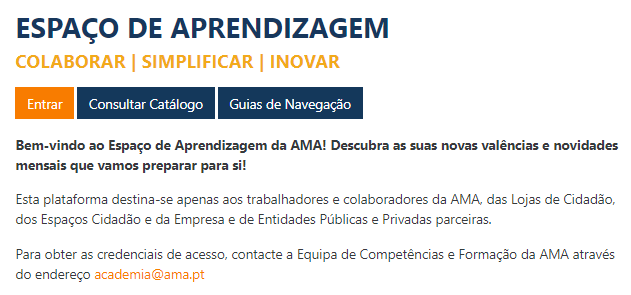 ESPAÇO DE APRENDIZAGEM
COLABORAR | SIMPLIFICAR | INOVAR
Entrar Consultar Catálogo Guias de Navegação
Bem-vindo ao Espaço de Aprendizagem da AMA! Descubra as suas novas valências e novidades
mensais que vamos preparar para si!
Esta plataforma destina-se apenas aos trabalhadores e colaboradores da AMA, das Lojas de Cidadão,
dos Espaços Cidadão e da Empresa e de Entidades Públicas e Privadas parceiras.
Para obter as credenciais de acesso, contacte a Equipa de Competências e Formação da AMA através
do endereço academia@ama.pt